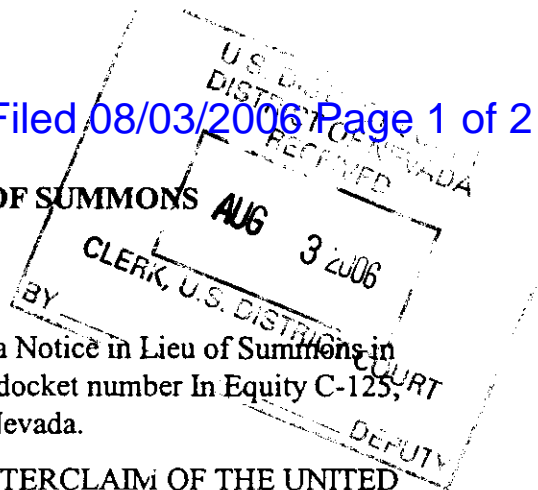 U.S. DISTRICT OF NEVADA
RECEIVED
Filed 08/03/2006 Page 1 of 2
OF SUMMONS
AUG 3 2006
CLERK, U.S. DISTRICT COURT
BY
DEPUTY
a Notice in Lieu of Summons in
docket number In Equity C-125,
Nevada.
TERCLAIM OF THE UNITED